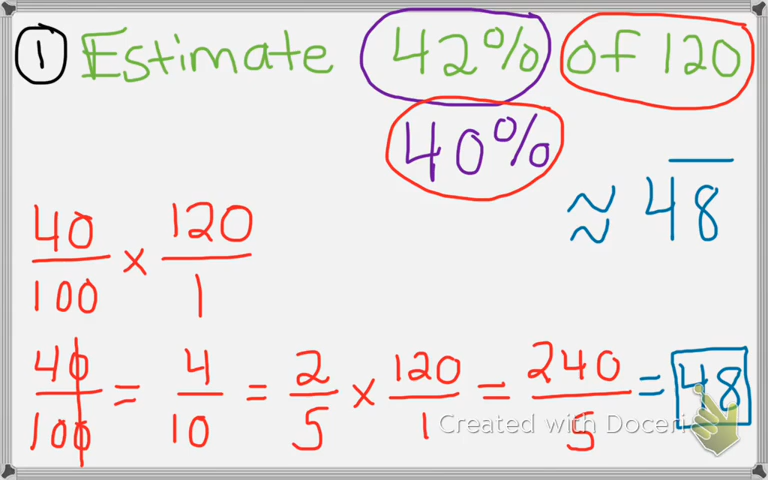 ① Estimate 42% of 120
40%
≈ 48
40/100 × 120/1
40/100 = 4/10 = 2/5 × 120/1 = 240/5 = 48
Created with Doceri